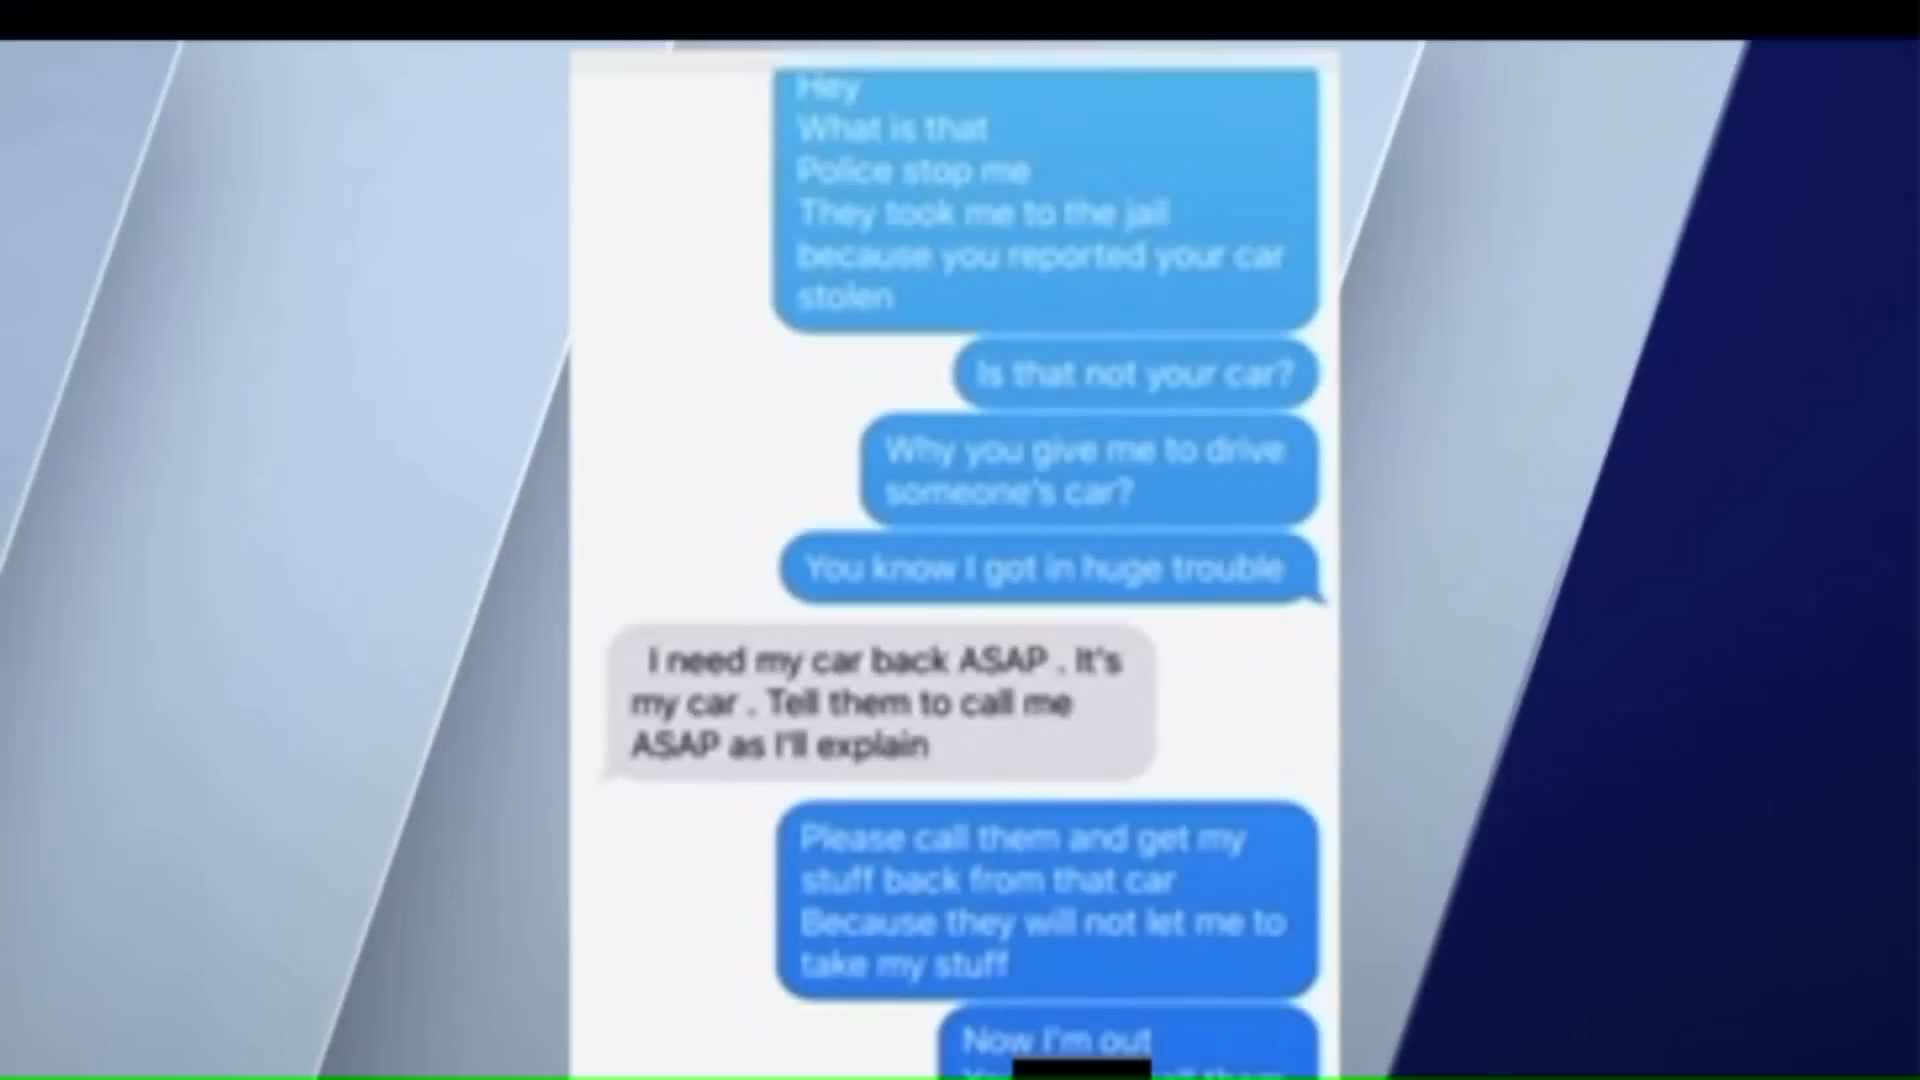 Hey
What is that
Police stop me
They took me to the jail
because you reported your car
stolen
Is that not your car?
Why you give me to drive
someone's car?
You know I got in huge trouble
I need my car back ASAP . It's
my car . Tell them to call me
ASAP as I'll explain
Please call them and get my
stuff back from that car
Because they will not let me to
take my stuff
Now I'm out